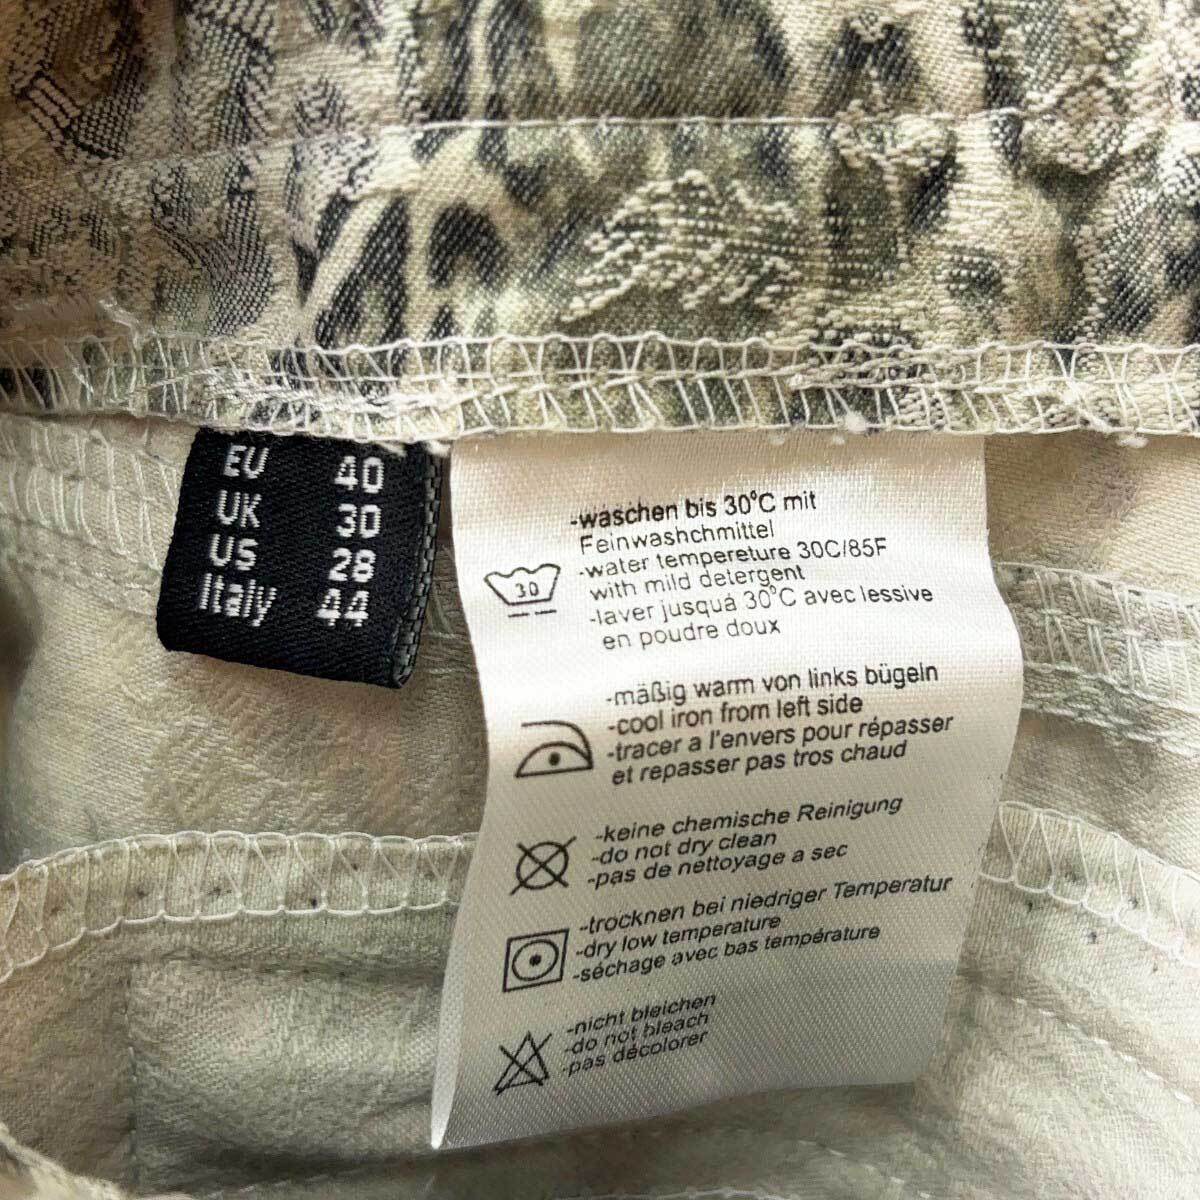 EU 40
UK 30
US 28
Italy 44
30
-waschen bis 30°C mit
Feinwashchmittel
-water tempereture 30C/85F
with mild detergent
-laver jusquá 30°C avec lessive
en poudre doux
-mäßig warm von links bügeln
-cool iron from left side
-tracer a l'envers pour répasser
et repasser pas tros chaud
-keine chemische Reinigung
-do not dry clean
-pas de nettoyage a sec
-trocknen bei niedriger Temperatur
-dry low temperature
-séchage avec bas température
-nicht bleichen
-do not bleach
-pas décolorer